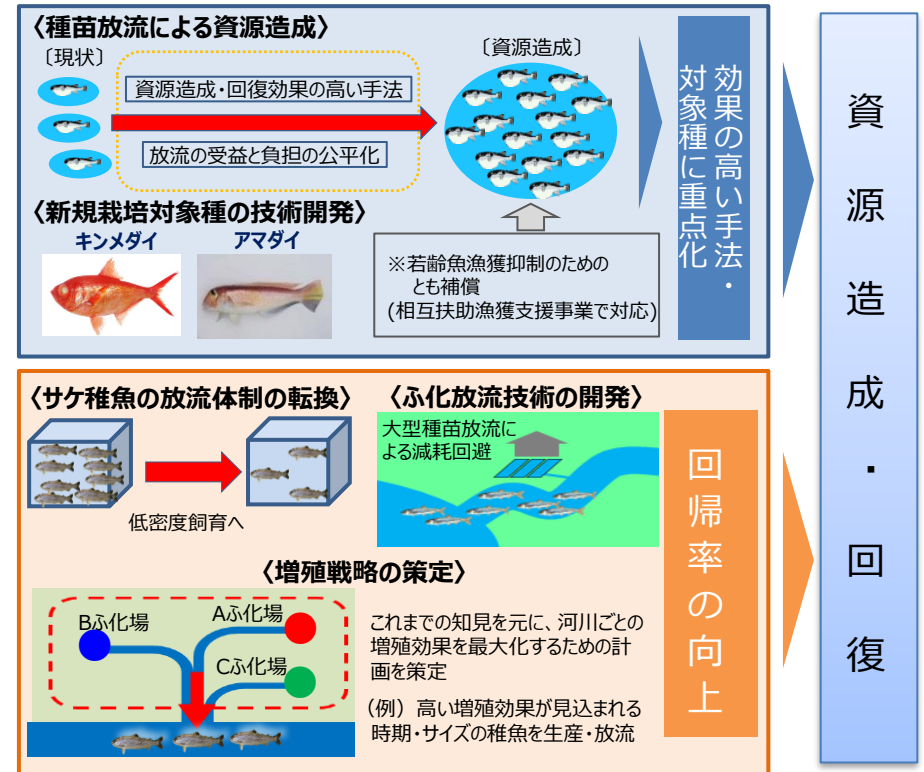 〈種苗放流による資源造成〉
〔現状〕
資源造成・回復効果の高い手法
放流の受益と負担の公平化
〔資源造成〕
〈新規栽培対象種の技術開発〉
キンメダイ
アマダイ
※若齢魚漁獲抑制のための
とも補償
(相互扶助漁獲支援事業で対応)
効果の高い手法・
対象種に重点化
〈サケ稚魚の放流体制の転換〉
低密度飼育へ
〈ふ化放流技術の開発〉
大型種苗放流に
よる減耗回避
〈増殖戦略の策定〉
Bふ化場
Aふ化場
Cふ化場
これまでの知見を元に、河川ごとの
増殖効果を最大化するための計
画を策定
（例）高い増殖効果が見込まれる
時期・サイズの稚魚を生産・放流
回帰率の向上
資源造成・回復